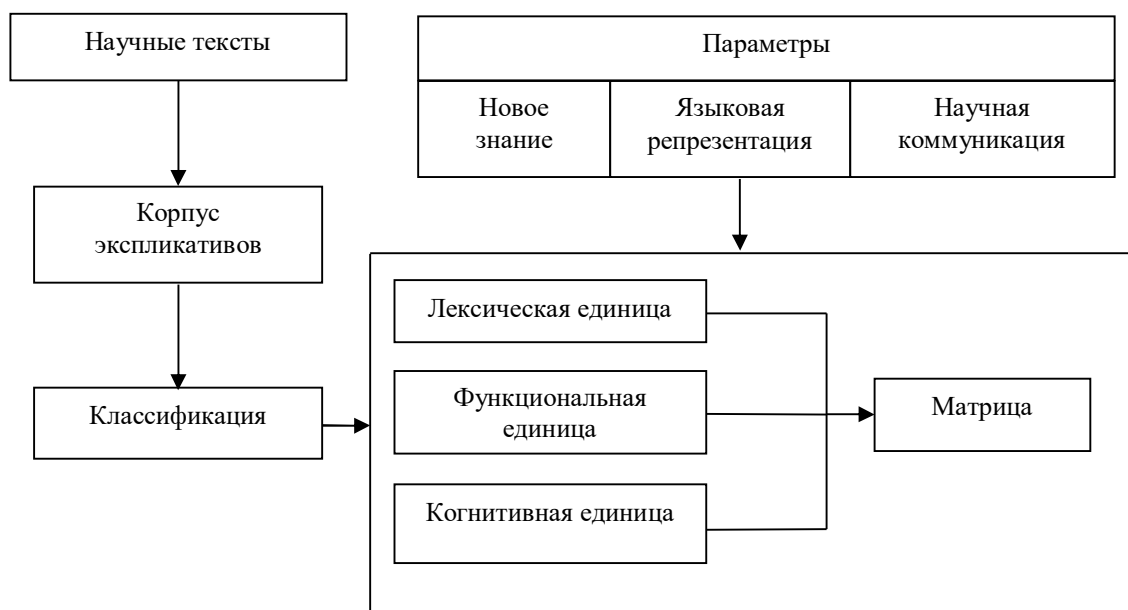 Научные тексты
Параметры
Новое
знание
Языковая
репрезентация
Научная
коммуникация
Корпус
экспликативов
Классификация
Лексическая единица
Функциональная
единица
Когнитивная единица
Матрица